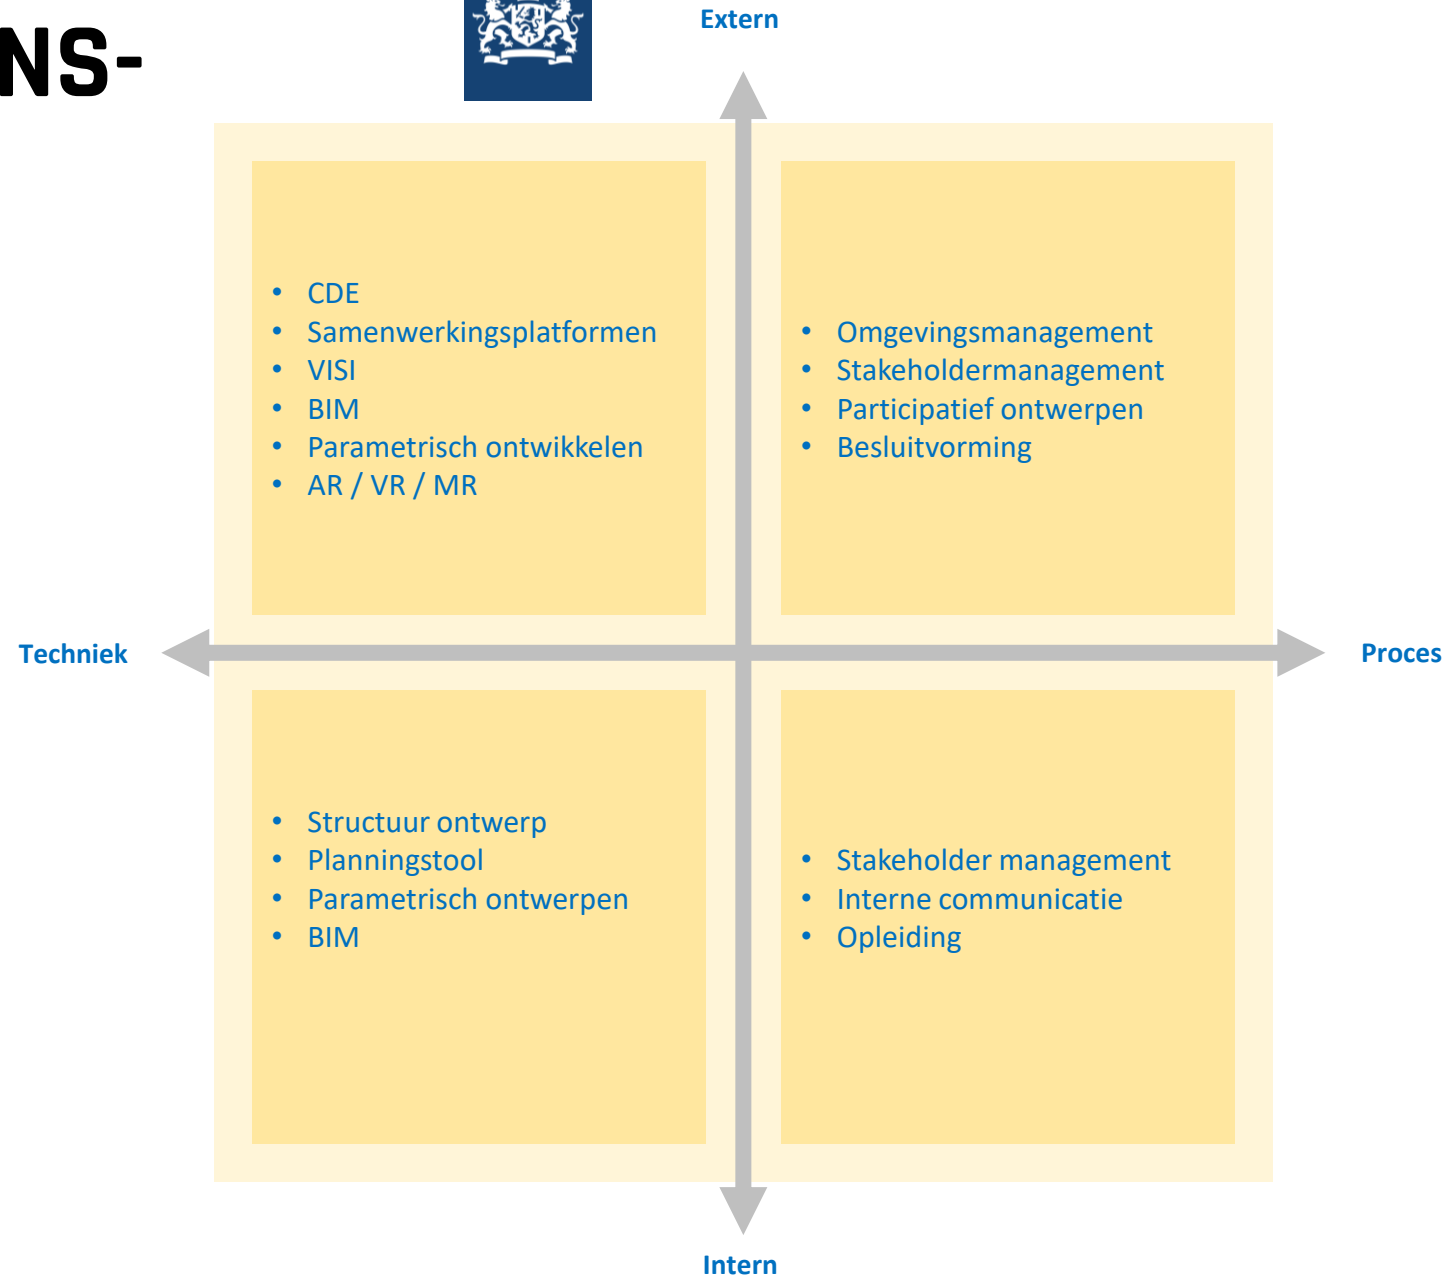 Extern
NS-
• CDE
• Samenwerkingsplatformen
• VISI
• BIM
• Parametrisch ontwikkelen
• AR / VR / MR
• Omgevingsmanagement
• Stakeholdermanagement
• Participatief ontwerpen
• Besluitvorming
Techniek
Proces
• Structuur ontwerp
• Planningstool
• Parametrisch ontwerpen
• BIM
• Stakeholder management
• Interne communicatie
• Opleiding
Intern